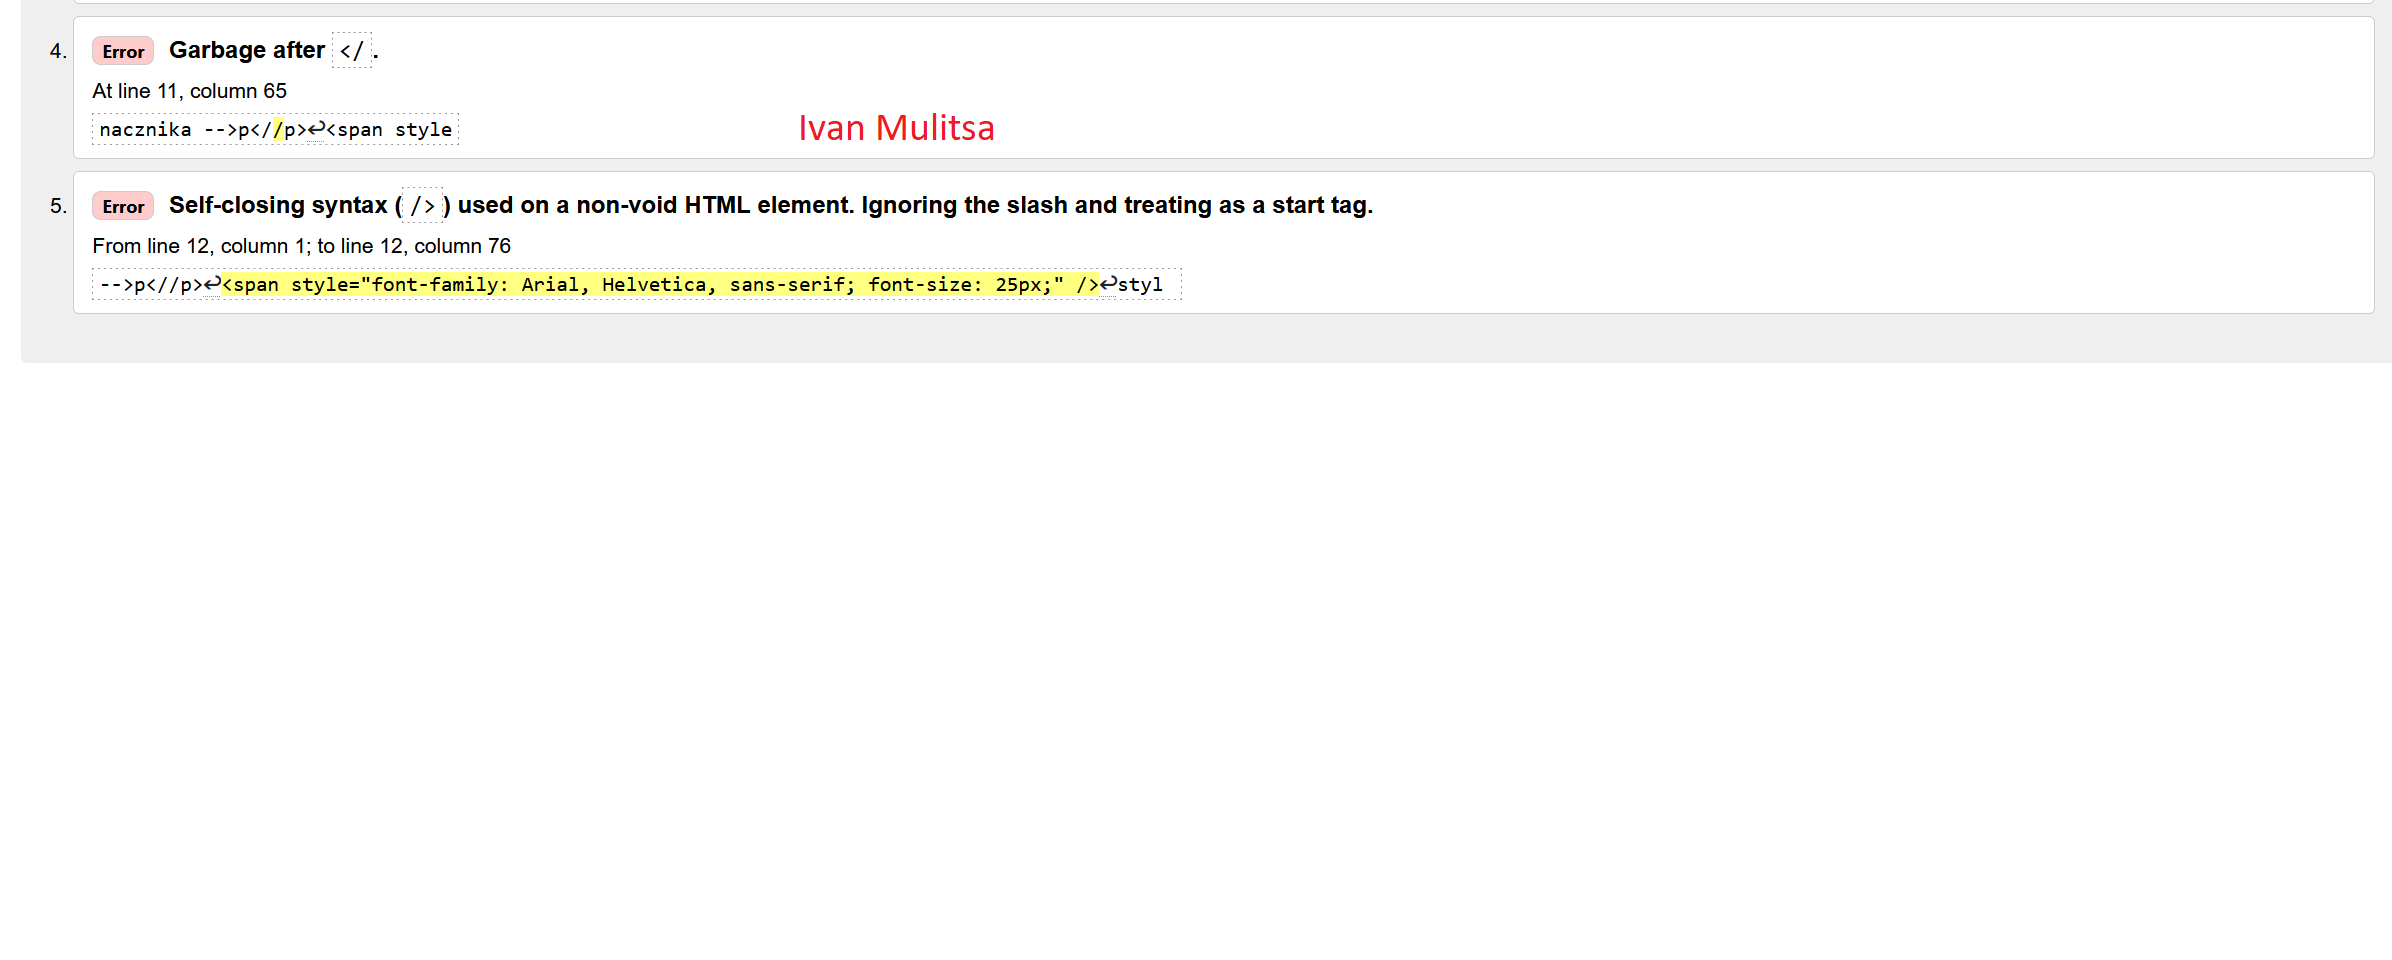 4. Error Garbage after </.
At line 11, column 65
nacznika -->p<//p>↩<span style
Ivan Mulitsa
5. Error Self-closing syntax (/>) used on a non-void HTML element. Ignoring the slash and treating as a start tag.
From line 12, column 1; to line 12, column 76
-->p<//p>↩<span style="font-family: Arial, Helvetica, sans-serif; font-size: 25px;" />↩styl